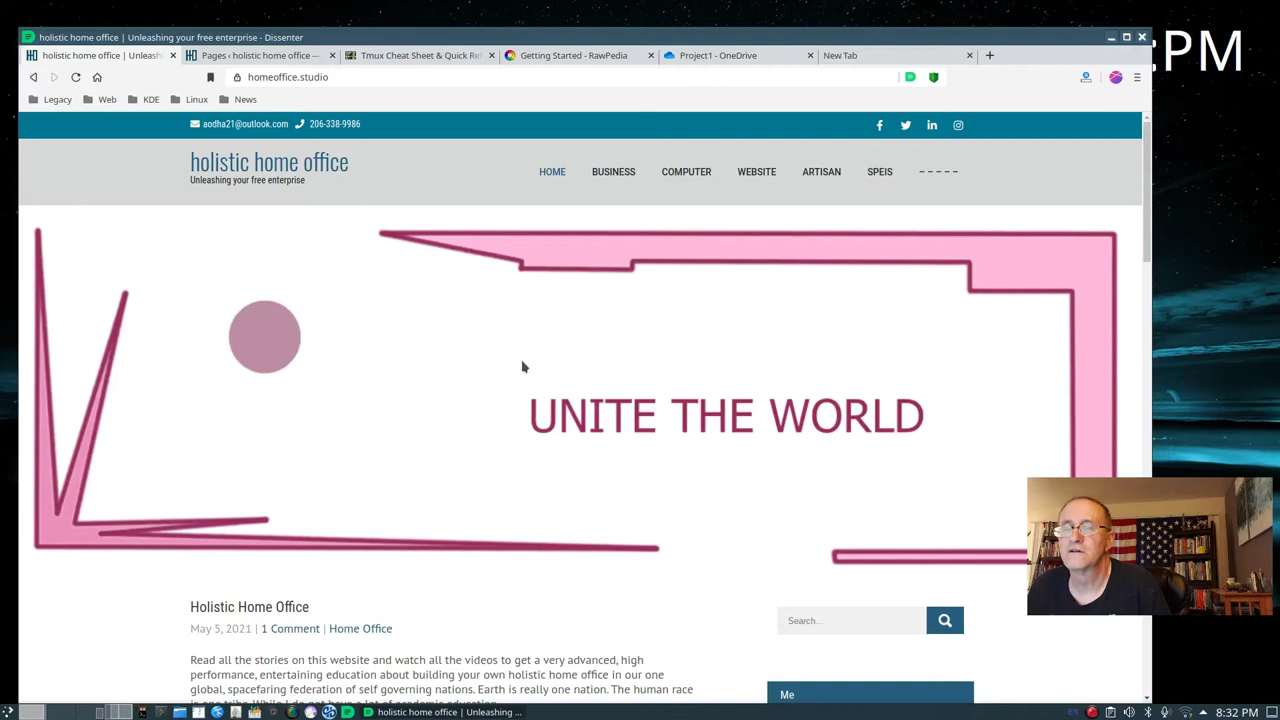 :PM
holistic home office | Unleashing your free enterprise - Dissenter
holistic home office | Unleash
Pages ‹ holistic home office —
Tmux Cheat Sheet & Quick Ref
Getting Started - RawPedia
Project1 - OneDrive
New Tab
homeoffice.studio
Legacy
Web
KDE
Linux
News
aodha21@outlook.com
206-338-9986
holistic home office
Unleashing your free enterprise
HOME
BUSINESS
COMPUTER
WEBSITE
ARTISAN
SPEIS
– – – – –
UNITE THE WORLD
Holistic Home Office
May 5, 2021 | 1 Comment | Home Office
Search...
Read all the stories on this website and watch all the videos to get a very advanced, high
performance, entertaining education about building your own holistic home office in our one
global, spacefaring federation of self governing nations. Earth is really one nation. The human race
Me
holistic home office | Unleashing ...
8:32 PM